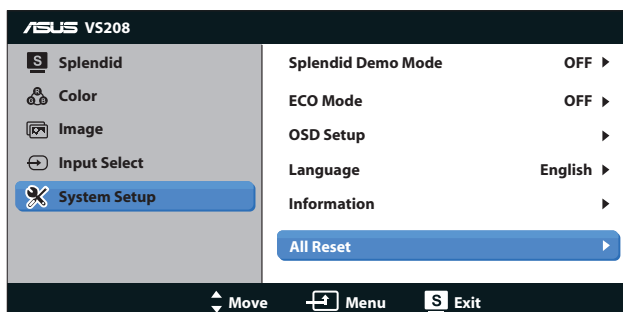 ASUS VS208
S Splendid
Color
Image
Input Select
System Setup
Splendid Demo Mode OFF
ECO Mode OFF
OSD Setup
Language English
Information
All Reset
Move Menu S Exit